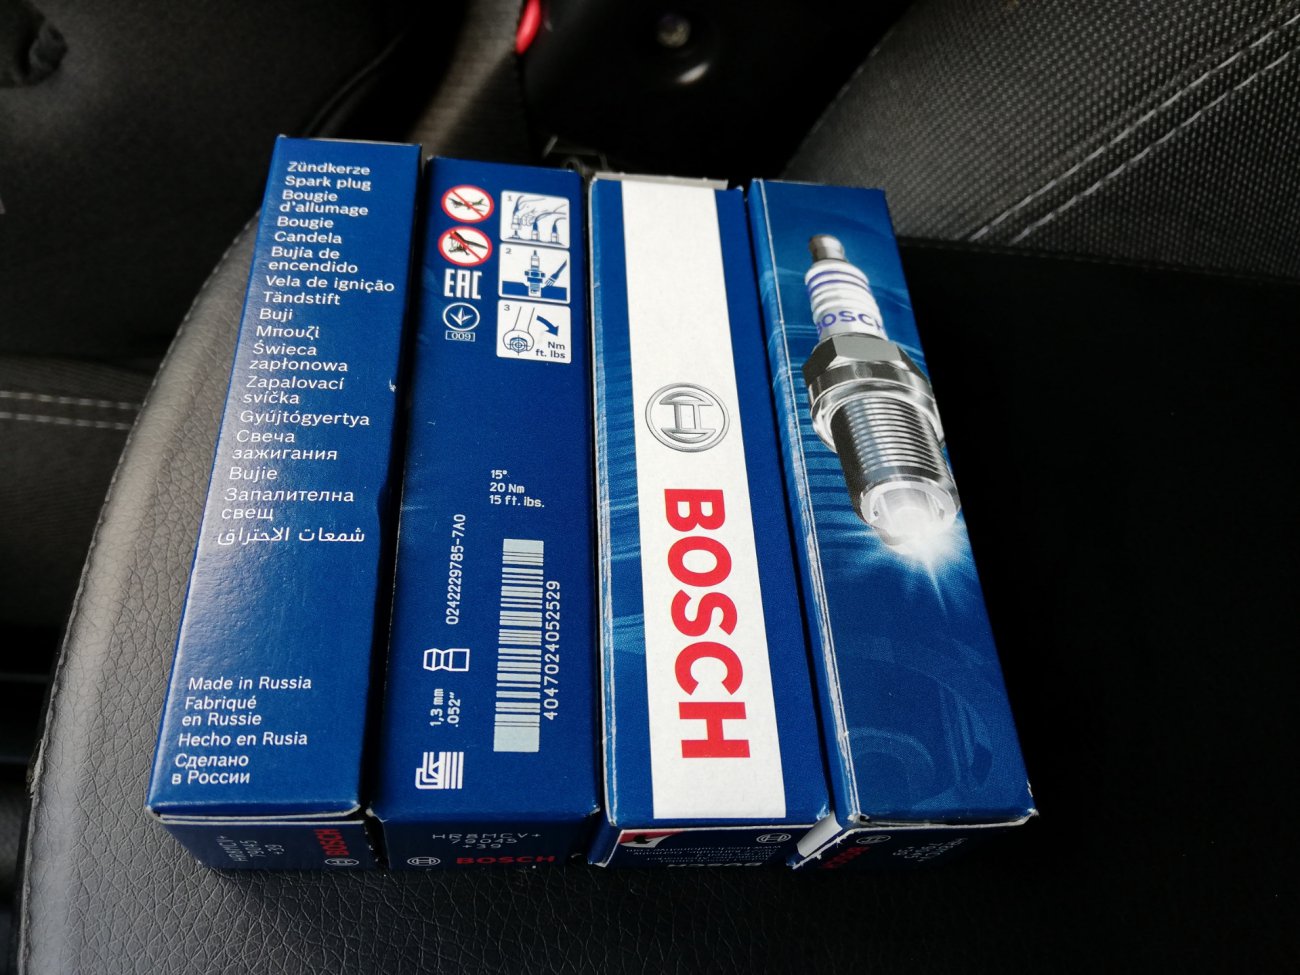 Zündkerze
Spark plug
Bougie
d'allumage
Bougie
Candela
Bujía de
encendido
Vela de ignição
Tändstift
Buji
Μπουζί
Świeca
zapłonowa
Zapalovací
svíčka
Gyújtógyertya
Свеча
зажигания
Bujie
Запалителна
свещ
شمعات الاحتراق
Made in Russia
Fabriqué
en Russie
Hecho en Rusia
Сделано
в России
BOSCH
EAC
009
1
2
3
Nm
ft. lbs
15°
20 Nm
15 ft. lbs.
0242229785-7A0
4047024052529
1,3 mm
.052"
HR8MCV+
+39
BOSCH
BOSCH
BOSCH